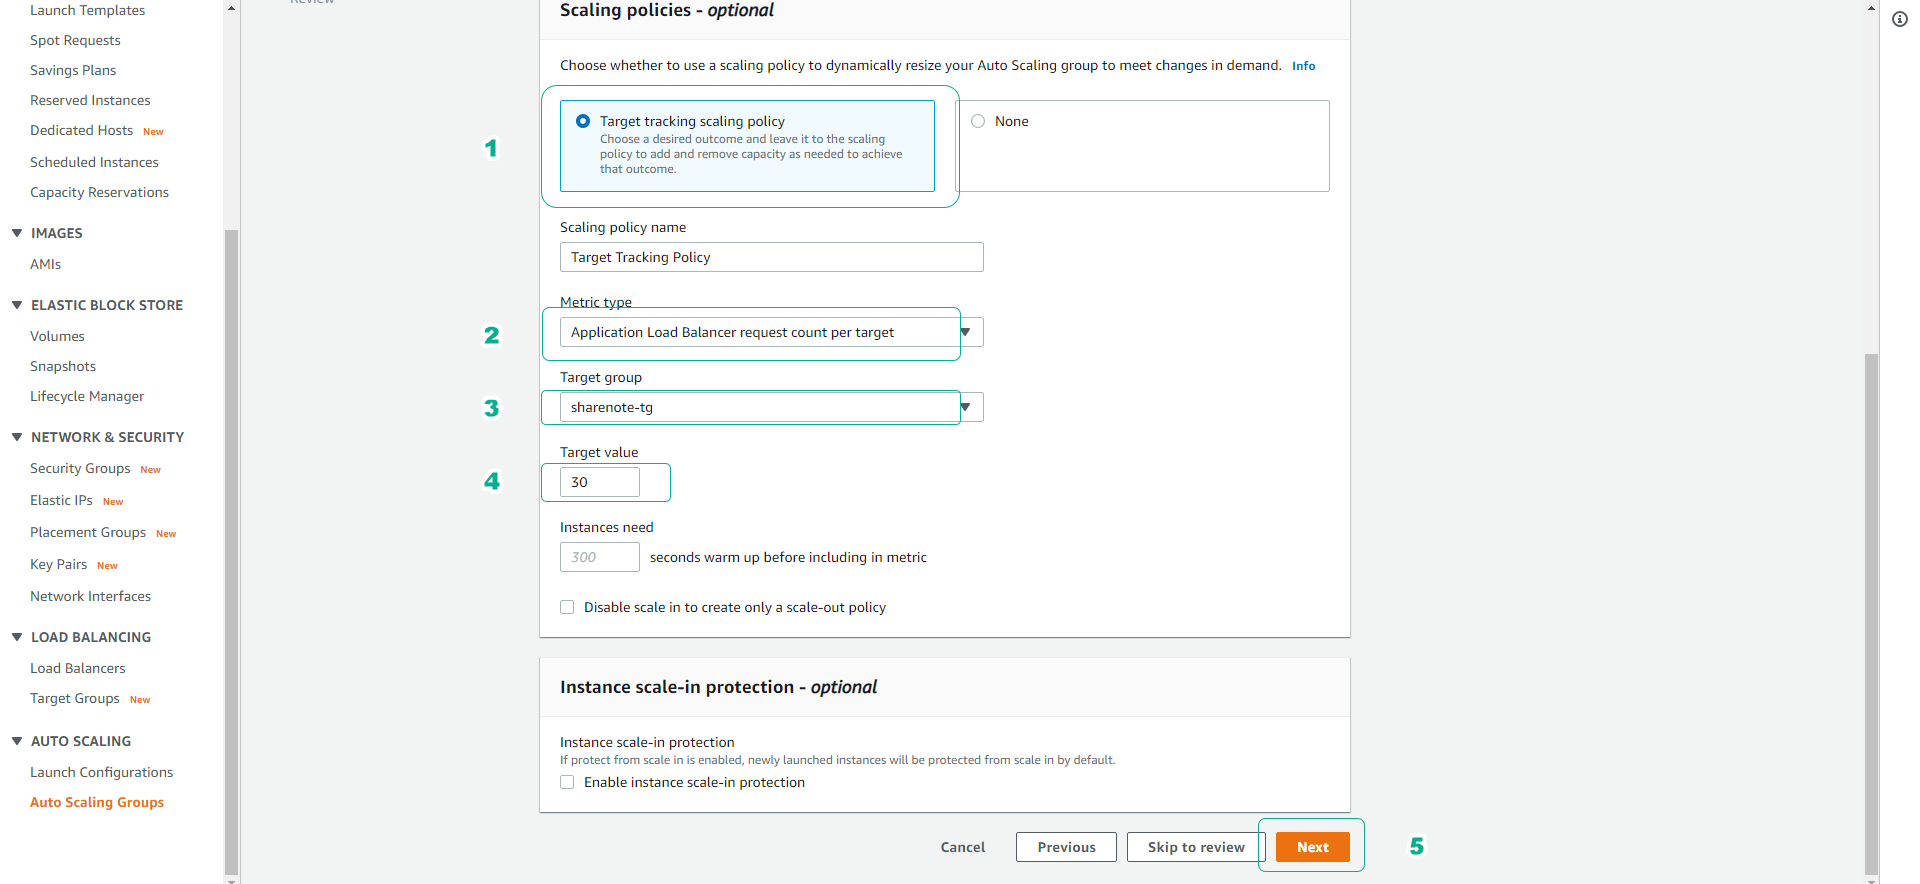 Launch Templates
Spot Requests
Savings Plans
Reserved Instances
Dedicated Hosts New
Scheduled Instances
Capacity Reservations
IMAGES
AMIs
ELASTIC BLOCK STORE
Volumes
Snapshots
Lifecycle Manager
NETWORK & SECURITY
Security Groups New
Elastic IPs New
Placement Groups New
Key Pairs New
Network Interfaces
LOAD BALANCING
Load Balancers
Target Groups New
AUTO SCALING
Launch Configurations
Auto Scaling Groups
Review
Scaling policies - optional
Choose whether to use a scaling policy to dynamically resize your Auto Scaling group to meet changes in demand. Info
1
Target tracking scaling policy
Choose a desired outcome and leave it to the scaling
policy to add and remove capacity as needed to achieve
that outcome.
None
Scaling policy name
Target Tracking Policy
Metric type
2
Application Load Balancer request count per target
Target group
3
sharenote-tg
Target value
4
30
Instances need
300 seconds warm up before including in metric
Disable scale in to create only a scale-out policy
Instance scale-in protection - optional
Instance scale-in protection
If protect from scale in is enabled, newly launched instances will be protected from scale in by default.
Enable instance scale-in protection
Cancel
Previous
Skip to review
Next
5